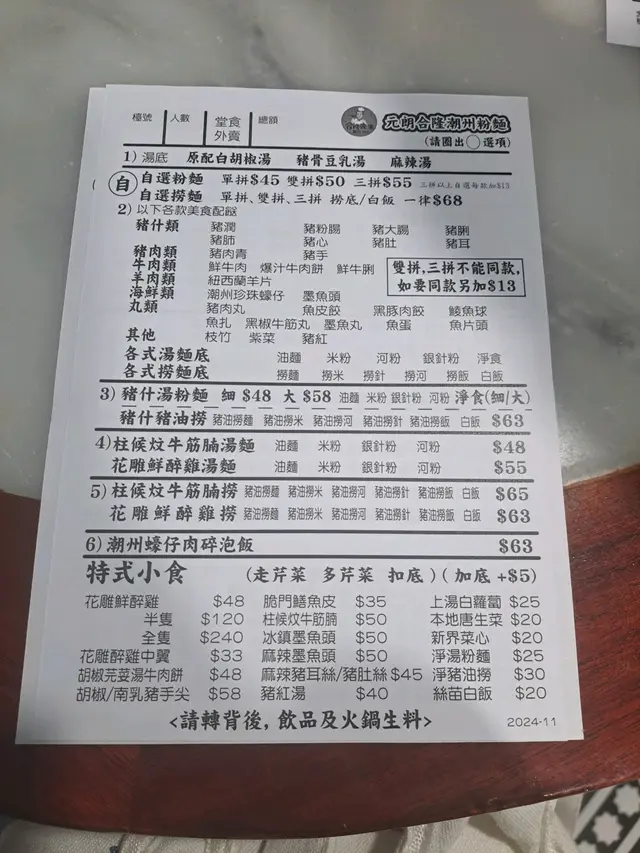 檯號 人數 堂食 外賣 總額
元朗合隆潮州粉麵
(請圈出○選項)
1) 湯底 原配白胡椒湯 豬骨豆乳湯 麻辣湯
自 自選粉麵 單拼$45 雙拼$50 三拼$55 三拼以上自選每款加$13
自選撈麵 單拼、雙拼、三拼 撈底/白飯 一律$68
2) 以下各款美食配餸
豬什類 豬潤 豬粉腸 豬大腸 豬脷
豬肺 豬心 豬肚 豬耳
豬肉類 豬肉青 豬手
牛肉類 鮮牛肉 爆汁牛肉餅 鮮牛脷
羊肉類 紐西蘭羊片
雙拼,三拼不能同款,
如要同款另加$13
海鮮類 潮州珍珠蠔仔 墨魚頭
丸類 豬肉丸 魚皮餃 黑豚肉餃 鯪魚球
魚扎 黑椒牛筋丸 墨魚丸 魚蛋 魚片頭
其他 枝竹 紫菜 豬紅
各式湯麵底 油麵 米粉 河粉 銀針粉 淨食
各式撈麵底 撈麵 撈米 撈針 撈河 撈飯 白飯
3) 豬什湯粉麵 細 $48 大 $58 油麵 米粉 銀針粉 河粉 淨食(細/大)
豬什豬油撈 豬油撈麵 豬油撈米 豬油撈河 豬油撈針 豬油撈飯 白飯 $63
4) 柱候炆牛筋腩湯麵 油麵 米粉 銀針粉 河粉 $48
花雕鮮醉雞湯麵 油麵 米粉 銀針粉 河粉 $55
5) 柱候炆牛筋腩撈 豬油撈麵 豬油撈米 豬油撈河 豬油撈針 豬油撈飯 白飯 $65
花雕鮮醉雞撈 豬油撈麵 豬油撈米 豬油撈河 豬油撈針 豬油撈飯 白飯 $63
6) 潮州蠔仔肉碎泡飯 $63
特式小食 (走芹菜 多芹菜 扣底) (加底 +$5)
花雕鮮醉雞 $48 脆門鱔魚皮 $35 上湯白蘿蔔 $25
半隻 $120 柱候炆牛筋腩 $50 本地唐生菜 $20
全隻 $240 冰鎮墨魚頭 $50 新界菜心 $20
花雕醉雞中翼 $33 麻辣墨魚頭 $50 淨湯粉麵 $25
胡椒芫荽湯牛肉餅 $48 麻辣豬耳絲/豬肚絲 $45 淨豬油撈 $30
胡椒/南乳豬手尖 $58 豬紅湯 $40 絲苗白飯 $20
<請轉背後, 飲品及火鍋生料>
2024-11